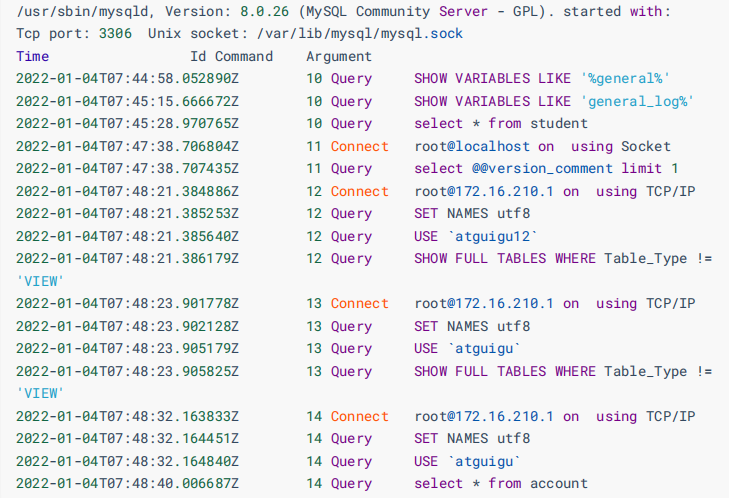 /usr/sbin/mysqld, Version: 8.0.26 (MySQL Community Server - GPL). started with:
Tcp port: 3306  Unix socket: /var/lib/mysql/mysql.sock
Time                 Id Command    Argument
2022-01-04T07:44:58.052890Z        10 Query     SHOW VARIABLES LIKE '%general%'
2022-01-04T07:45:15.666672Z        10 Query     SHOW VARIABLES LIKE 'general_log%'
2022-01-04T07:45:28.970765Z        10 Query     select * from student
2022-01-04T07:47:38.706804Z        11 Connect   root@localhost on  using Socket
2022-01-04T07:47:38.707435Z        11 Query     select @@version_comment limit 1
2022-01-04T07:48:21.384886Z        12 Connect   root@172.16.210.1 on  using TCP/IP
2022-01-04T07:48:21.385253Z        12 Query     SET NAMES utf8
2022-01-04T07:48:21.385640Z        12 Query     USE `atguigu12`
2022-01-04T07:48:21.386179Z        12 Query     SHOW FULL TABLES WHERE Table_Type !=
'VIEW'
2022-01-04T07:48:23.901778Z        13 Connect   root@172.16.210.1 on  using TCP/IP
2022-01-04T07:48:23.902128Z        13 Query     SET NAMES utf8
2022-01-04T07:48:23.905179Z        13 Query     USE `atguigu`
2022-01-04T07:48:23.905825Z        13 Query     SHOW FULL TABLES WHERE Table_Type !=
'VIEW'
2022-01-04T07:48:32.163833Z        14 Connect   root@172.16.210.1 on  using TCP/IP
2022-01-04T07:48:32.164451Z        14 Query     SET NAMES utf8
2022-01-04T07:48:32.164840Z        14 Query     USE `atguigu`
2022-01-04T07:48:40.006687Z        14 Query     select * from account